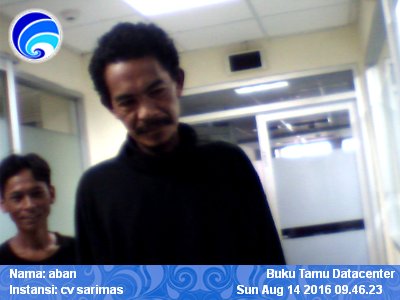 Nama: aban
Buku Tamu Datacenter
Instansi: cv sarimas
Sun Aug 14 2016 09.46.23